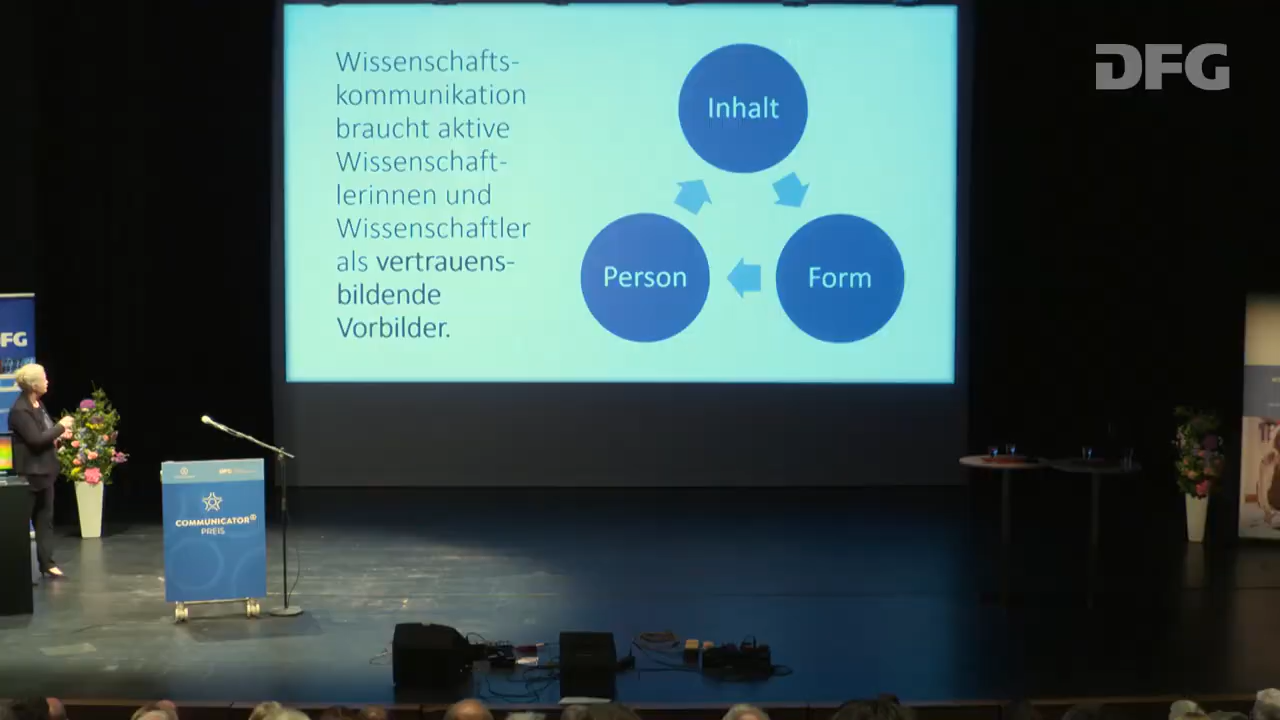 Wissenschafts-
kommunikation
braucht aktive
Wissenschaft-
lerinnen und
Wissenschaftler
als vertrauens-
bildende
Vorbilder.
Inhalt
Person
Form
DFG
FG
DFG
COMMUNICATOR®
PREIS